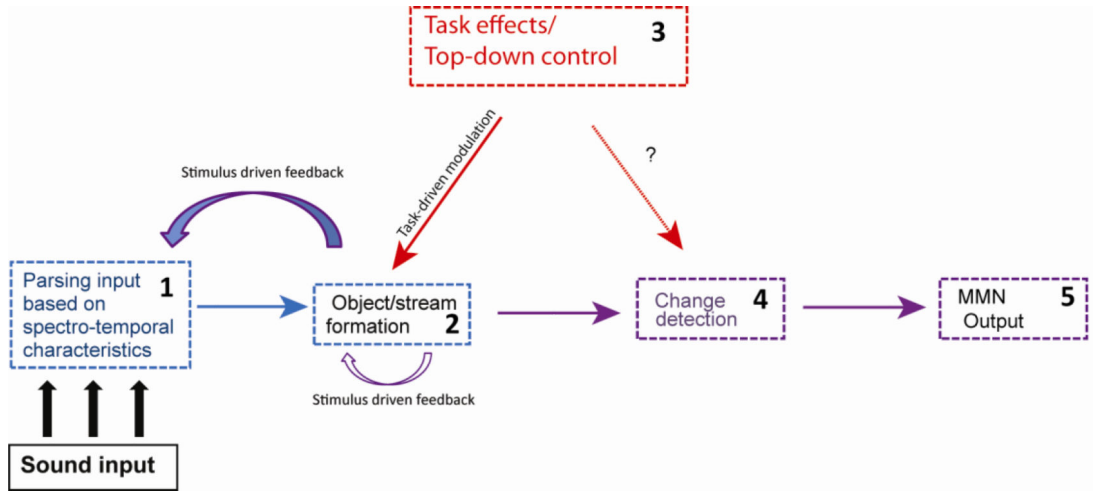 Task effects/ 3
Top-down control
Task-driven modulation
?
Stimulus driven feedback
Parsing input 1
based on
spectro-temporal
characteristics
Object/stream
formation 2
Change 4
detection
MMN 5
Output
Stimulus driven feedback
Sound input